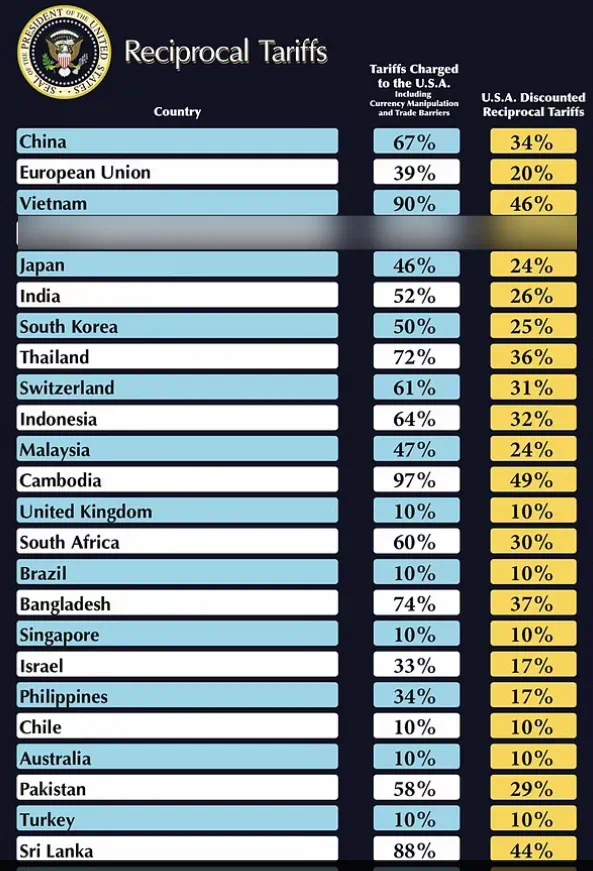 SEAL OF THE PRESIDENT OF THE UNITED STATES
Reciprocal Tariffs
Country
Tariffs Charged
to the U.S.A.
Including
Currency Manipulation
and Trade Barriers
U.S.A. Discounted
Reciprocal Tariffs
China 67% 34%
European Union 39% 20%
Vietnam 90% 46%
Japan 46% 24%
India 52% 26%
South Korea 50% 25%
Thailand 72% 36%
Switzerland 61% 31%
Indonesia 64% 32%
Malaysia 47% 24%
Cambodia 97% 49%
United Kingdom 10% 10%
South Africa 60% 30%
Brazil 10% 10%
Bangladesh 74% 37%
Singapore 10% 10%
Israel 33% 17%
Philippines 34% 17%
Chile 10% 10%
Australia 10% 10%
Pakistan 58% 29%
Turkey 10% 10%
Sri Lanka 88% 44%